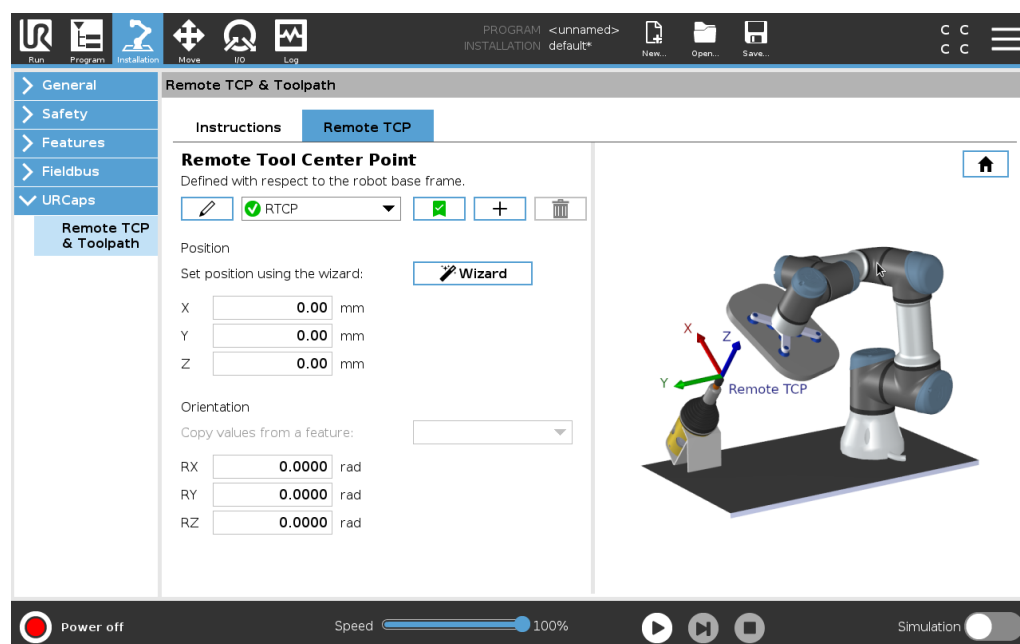 PROGRAM <unnamed>
INSTALLATION default*
Run Program Installation Move I/O Log New... Open... Save... C C
C C
General
Safety
Features
Fieldbus
URCaps
Remote TCP
& Toolpath
Remote TCP & Toolpath
Instructions Remote TCP
Remote Tool Center Point
Defined with respect to the robot base frame.
RTCP
Position
Set position using the wizard: Wizard
X 0.00 mm
Y 0.00 mm
Z 0.00 mm
Orientation
Copy values from a feature:
RX 0.0000 rad
RY 0.0000 rad
RZ 0.0000 rad
X
Z
Y
Remote TCP
Power off Speed 100% Simulation